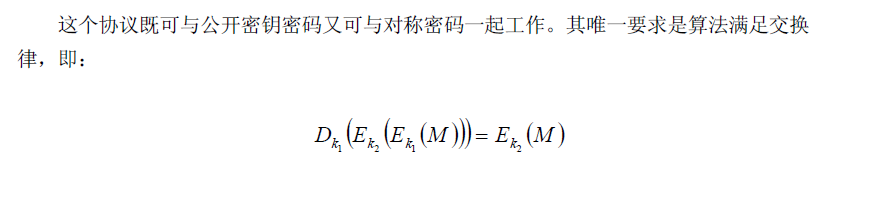 这个协议既可与公开密钥密码又可与对称密码一起工作。其唯一要求是算法满足交换
律，即：
D_{k_1}(E_{k_2}(E_{k_1}(M))) = E_{k_2}(M)